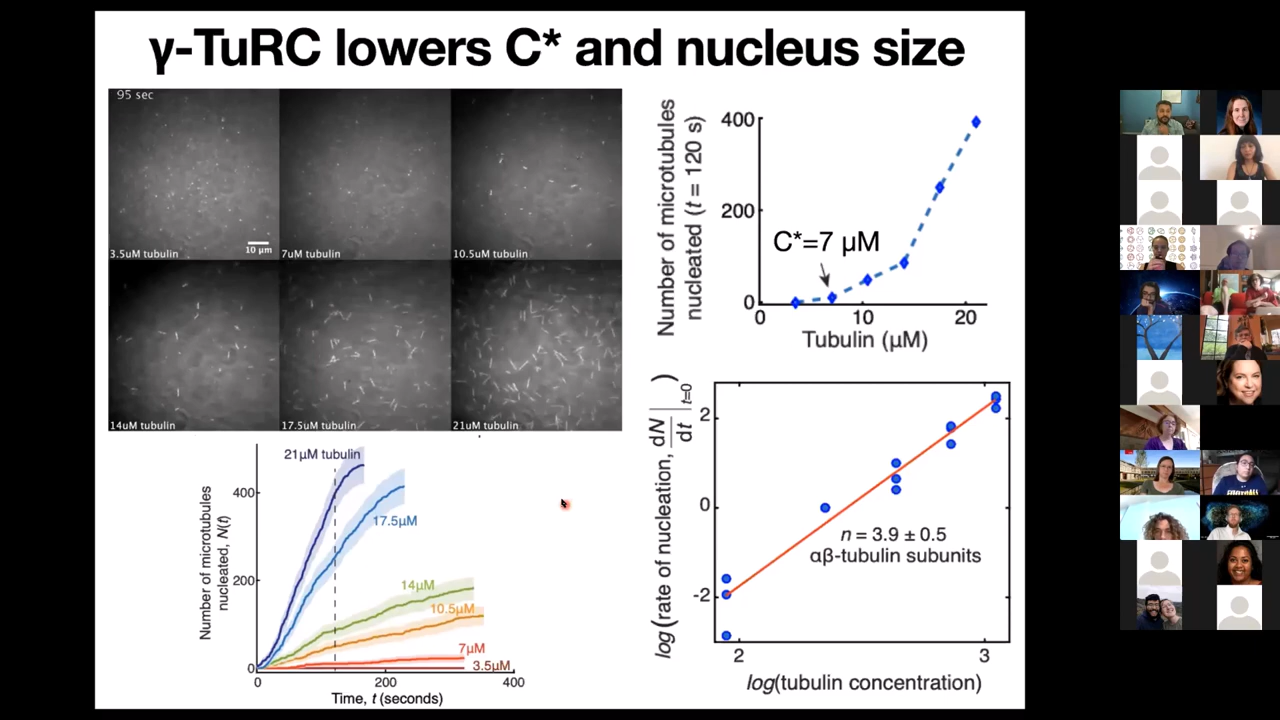 γ-TuRC lowers C* and nucleus size
95 sec
3.5uM tubulin
10 µm
7uM tubulin
10.5uM tubulin
14uM tubulin
17.5uM tubulin
21uM tubulin
Number of microtubules
nucleated (t = 120 s)
400
200
0
C*=7 µM
0
10
20
Tubulin (µM)
Number of microtubules
nucleated, N(t)
400
200
0
21µM tubulin
17.5µM
14µM
10.5µM
7µM
3.5µM
0
200
400
Time, t (seconds)
log(rate of nucleation, dN/dt|t=0)
2
0
-2
n = 3.9 ± 0.5
αβ-tubulin subunits
2
3
log(tubulin concentration)